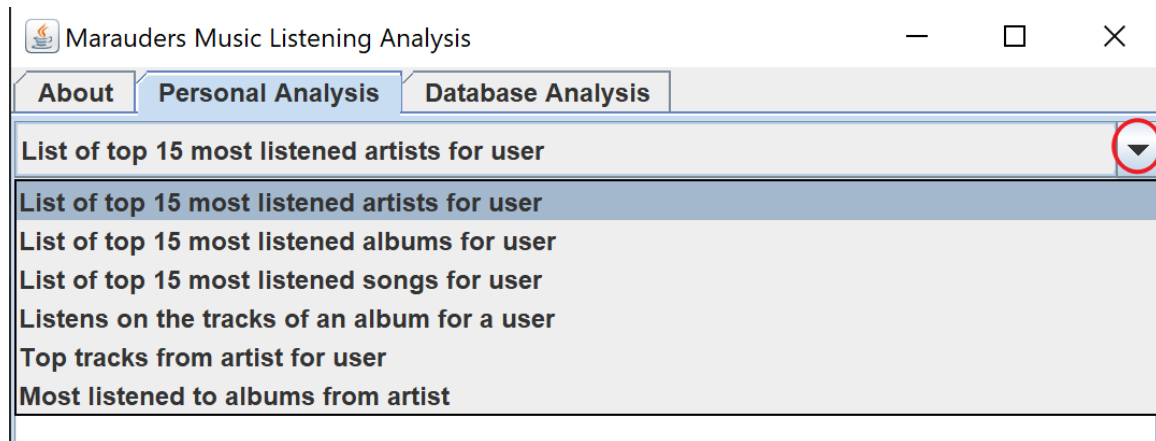 Marauders Music Listening Analysis
About Personal Analysis Database Analysis
List of top 15 most listened artists for user
List of top 15 most listened artists for user
List of top 15 most listened albums for user
List of top 15 most listened songs for user
Listens on the tracks of an album for a user
Top tracks from artist for user
Most listened to albums from artist